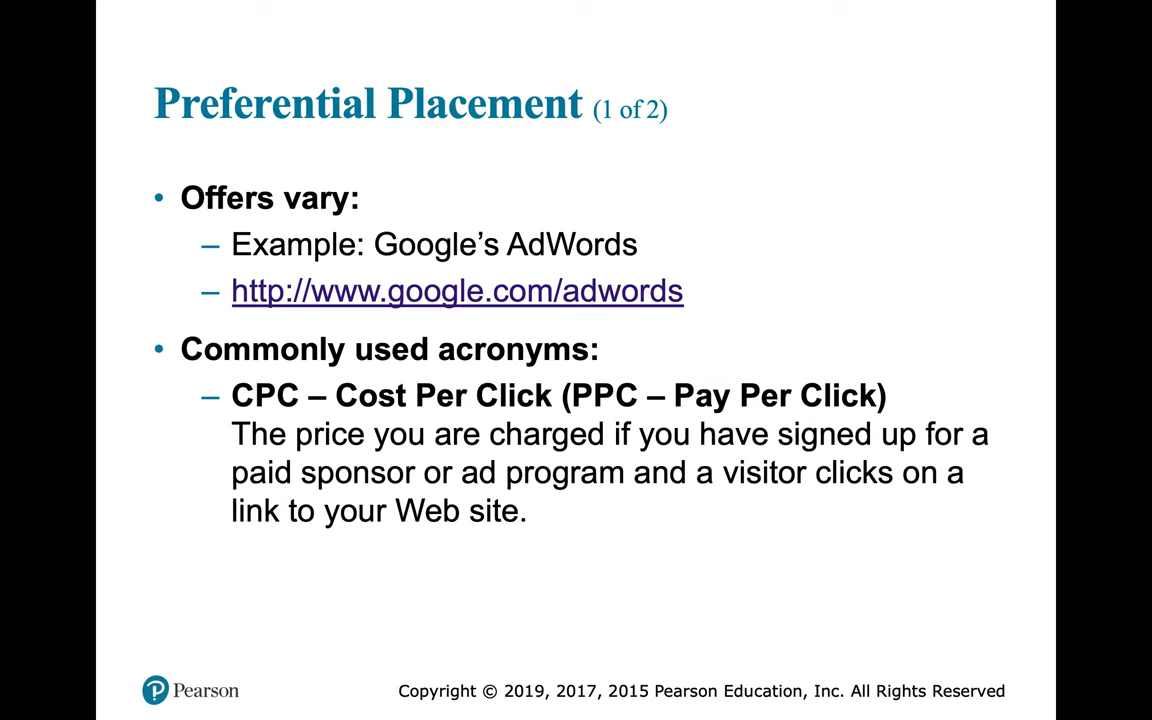 Preferential Placement (1 of 2)
• Offers vary:
– Example: Google’s AdWords
– http://www.google.com/adwords
• Commonly used acronyms:
– CPC – Cost Per Click (PPC – Pay Per Click)
The price you are charged if you have signed up for a
paid sponsor or ad program and a visitor clicks on a
link to your Web site.
Pearson
Copyright © 2019, 2017, 2015 Pearson Education, Inc. All Rights Reserved